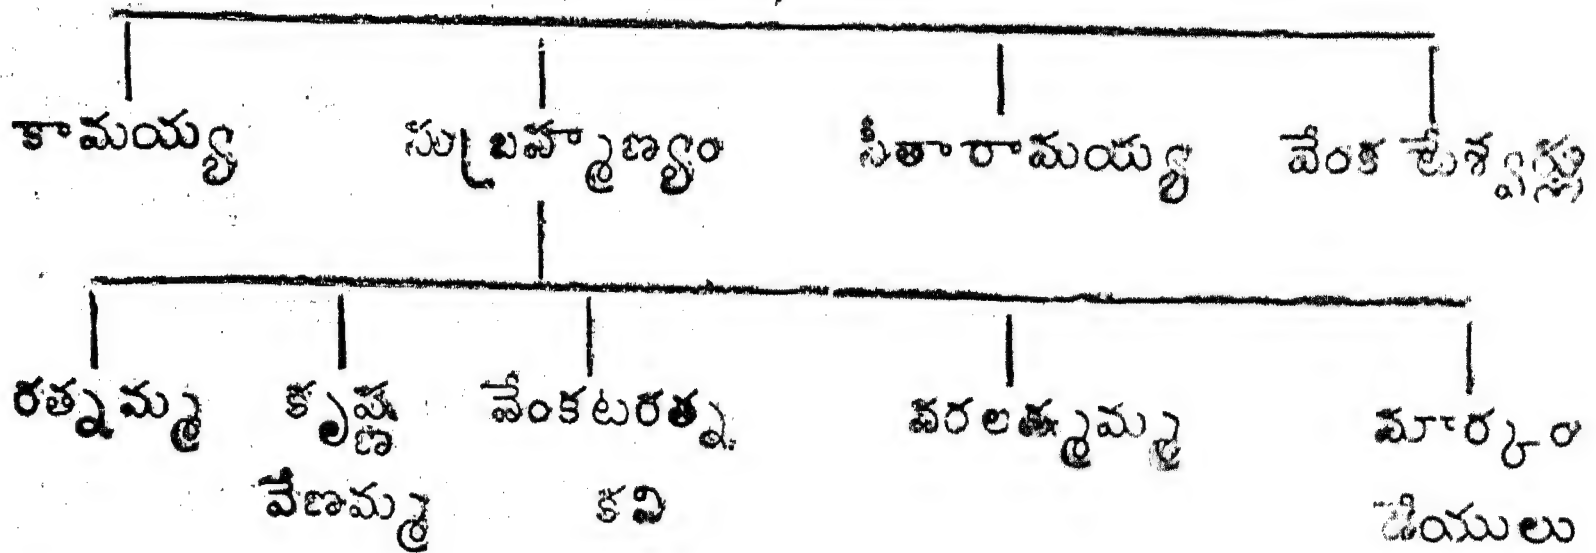 కామయ్య సుబ్రహ్మణ్యం సీతారామయ్య వేంకటేశ్వర్లు
రత్నమ్మ కృష్ణ వేంకటరత్న వరలక్ష్మమ్మ మార్కం
వేణమ్మ కవి డేయులు